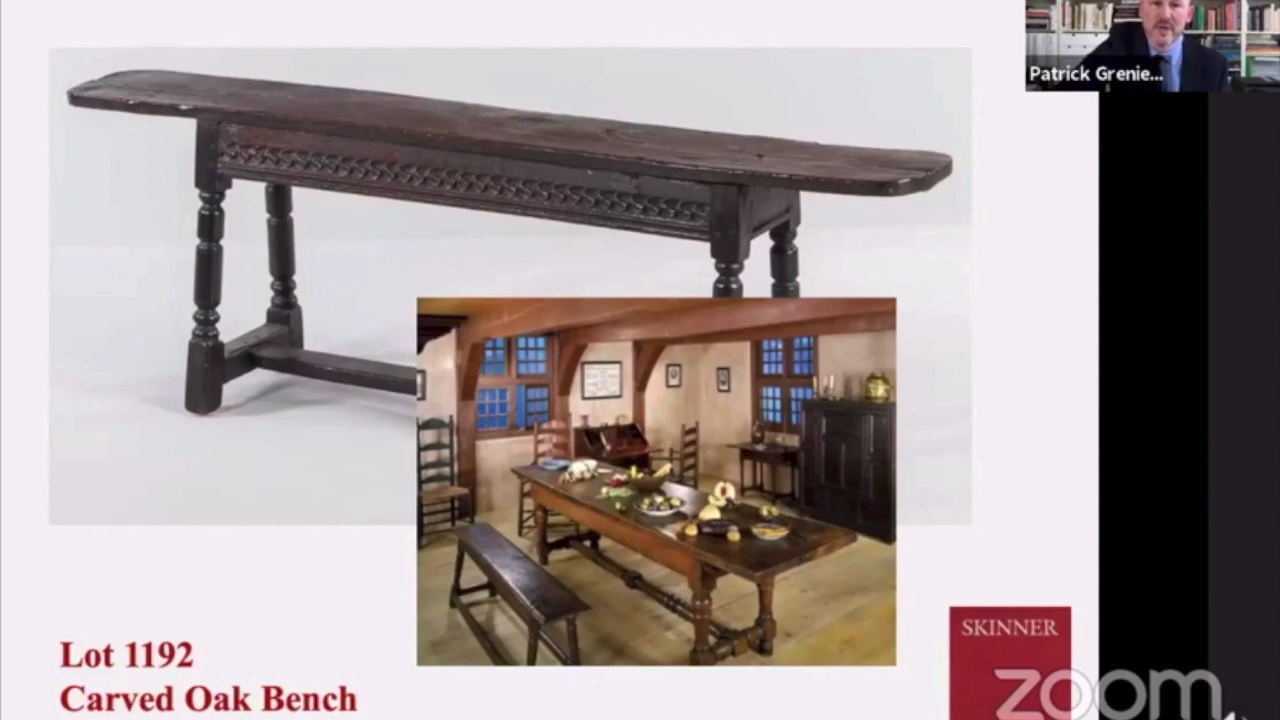 Patrick Grenie...
Lot 1192
Carved Oak Bench
SKINNER
zoom